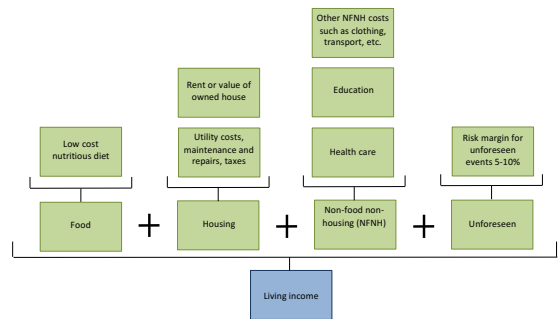 Other NFNH costs
such as clothing,
transport, etc.
Rent or value of
owned house
Education
Low cost
nutritious diet
Utility costs,
maintenance and
repairs, taxes
Health care
Risk margin for
unforeseen
events 5-10%
Food
+
Housing
+
Non-food non-
housing (NFNH)
+
Unforeseen
Living income